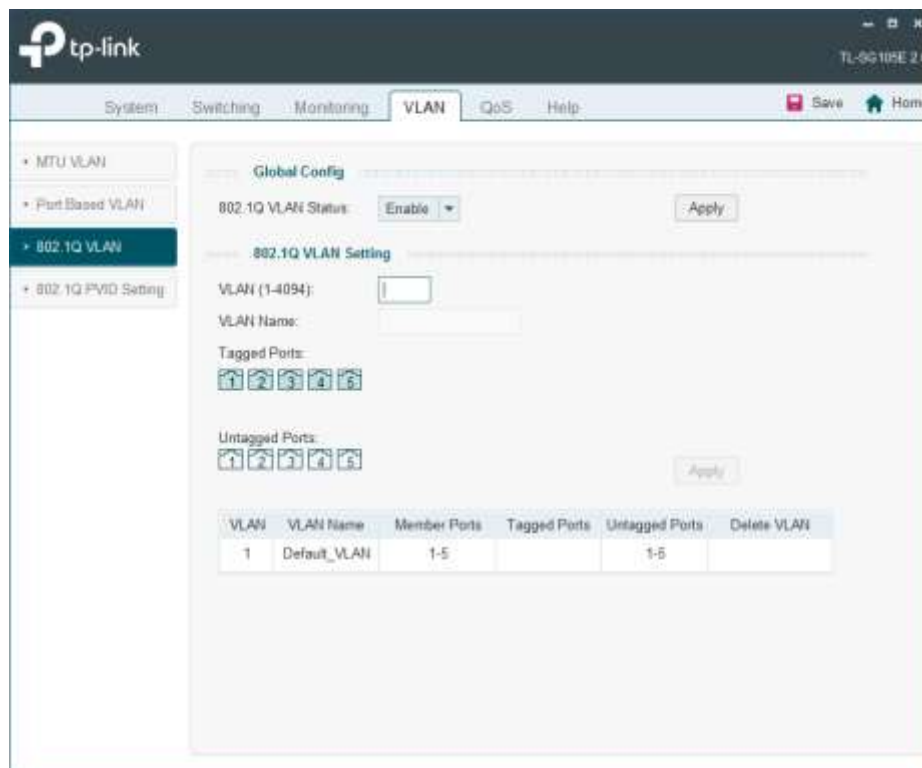 tp-link
TL-SG105E 2.
System Switching Monitoring VLAN QoS Help Save Hom
MTU VLAN
Port Based VLAN
802.1Q VLAN
802.1Q PVID Setting
Global Config
802.1Q VLAN Status: Enable Apply
802.1Q VLAN Setting
VLAN (1-4094):
VLAN Name:
Tagged Ports:
1 2 3 4 5
Untagged Ports:
1 2 3 4 5
Apply
VLAN VLAN Name Member Ports Tagged Ports Untagged Ports Delete VLAN
1 Default_VLAN 1-5 1-5